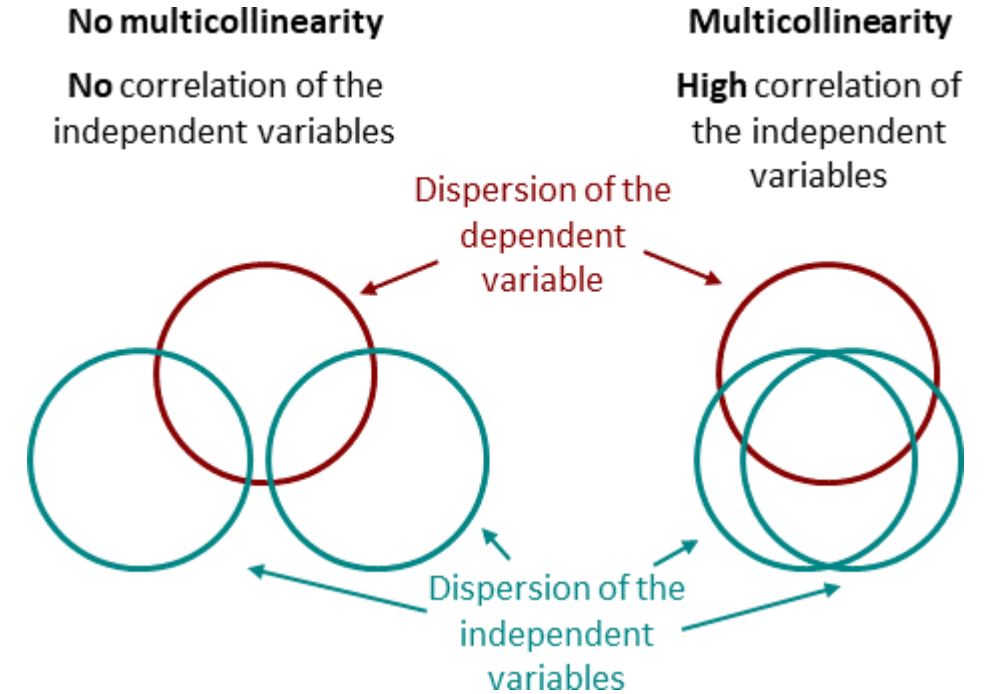 No multicollinearity
No correlation of the
independent variables
Multicollinearity
High correlation of
the independent
variables
Dispersion of the
dependent
variable
Dispersion of the
independent
variables